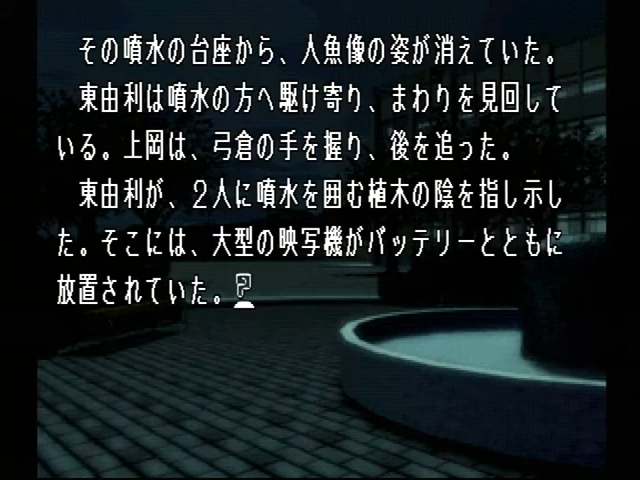 その噴水の台座から、人魚像の姿が消えていた。
東由利は噴水の方へ駆け寄り、まわりを見回して
いる。上岡は、弓倉の手を握り、後を追った。
東由利が、２人に噴水を囲む植木の陰を指し示し
た。そこには、大型の映写機がバッテリーとともに
放置されていた。